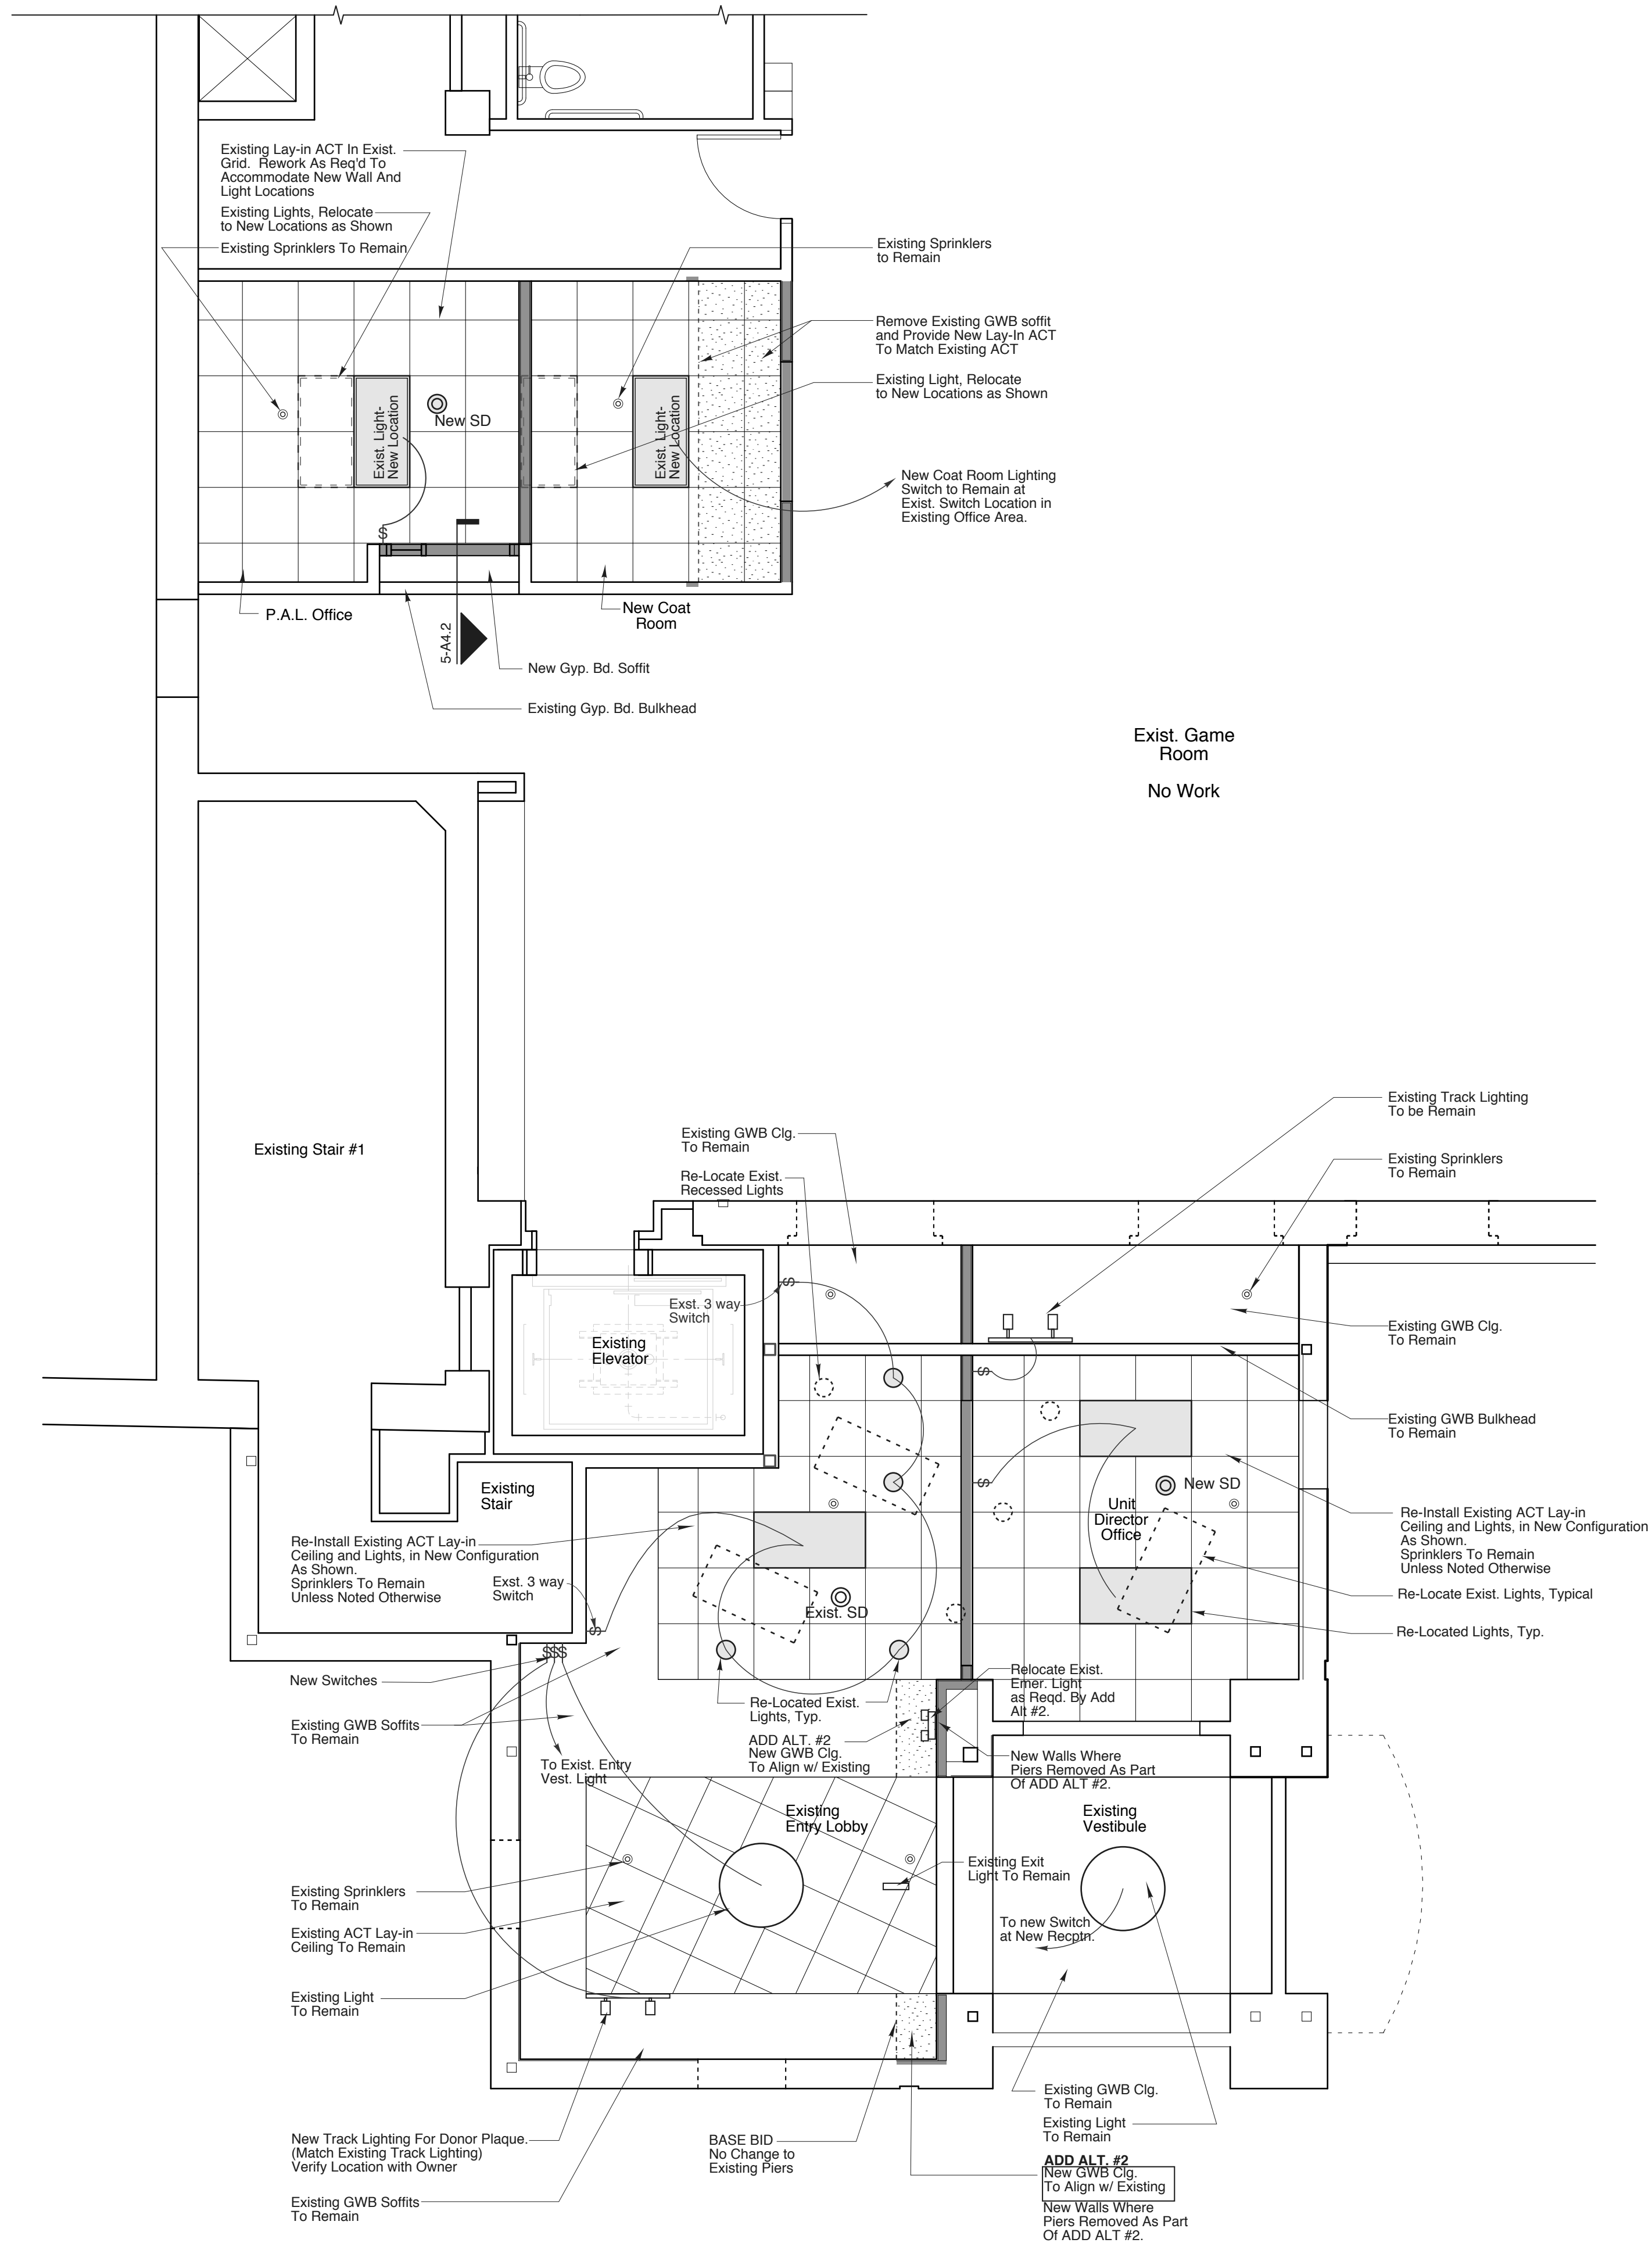 Existing Lay-in ACT In Exist.
Grid.  Rework As Req'd To
Accommodate New Wall And
Light Locations
Existing Lights, Relocate
to New Locations as Shown
Existing Sprinklers To Remain
Existing Sprinklers
to Remain
Remove Existing GWB soffit
and Provide New Lay-In ACT
To Match Existing ACT
Existing Light, Relocate
to New Locations as Shown
Exist. Light-
New Location
New SD
Exist. Light-
New Location
New Coat Room Lighting
Switch to Remain at
Exist. Switch Location in
Existing Office Area.
$
P.A.L. Office
New Coat
Room
5-A4.2
New Gyp. Bd. Soffit
Existing Gyp. Bd. Bulkhead
Exist. Game
Room
No Work
Existing Stair #1
Existing GWB Clg.
To Remain
Re-Locate Exist.
Recessed Lights
Existing Track Lighting
To be Remain
Existing Sprinklers
To Remain
$
Exst. 3 way
Switch
Existing
Elevator
Existing GWB Clg.
To Remain
$
Existing GWB Bulkhead
To Remain
$
New SD
Unit
Director
Office
Existing
Stair
Re-Install Existing ACT Lay-in
Ceiling and Lights, in New Configuration
As Shown.
Sprinklers To Remain
Unless Noted Otherwise
Exst. 3 way
Switch
$
Exist. SD
Re-Install Existing ACT Lay-in
Ceiling and Lights, in New Configuration
As Shown.
Sprinklers To Remain
Unless Noted Otherwise
Re-Locate Exist. Lights, Typical
Re-Located Lights, Typ.
$$$
New Switches
Existing GWB Soffits
To Remain
Re-Located Exist.
Lights, Typ.
Relocate Exist.
Emer. Light
as Reqd. By Add
Alt #2.
ADD ALT. #2
New GWB Clg.
To Align w/ Existing
New Walls Where
Piers Removed As Part
Of ADD ALT #2.
To Exist. Entry
Vest. Light
Existing
Entry Lobby
Existing
Vestibule
Existing Exit
Light To Remain
To new Switch
at New Recptn.
Existing Sprinklers
To Remain
Existing ACT Lay-in
Ceiling To Remain
Existing Light
To Remain
New Track Lighting For Donor Plaque.
(Match Existing Track Lighting)
Verify Location with Owner
Existing GWB Soffits
To Remain
BASE BID
No Change to
Existing Piers
Existing GWB Clg.
To Remain
Existing Light
To Remain
ADD ALT. #2
New GWB Clg.
To Align w/ Existing
New Walls Where
Piers Removed As Part
Of ADD ALT #2.